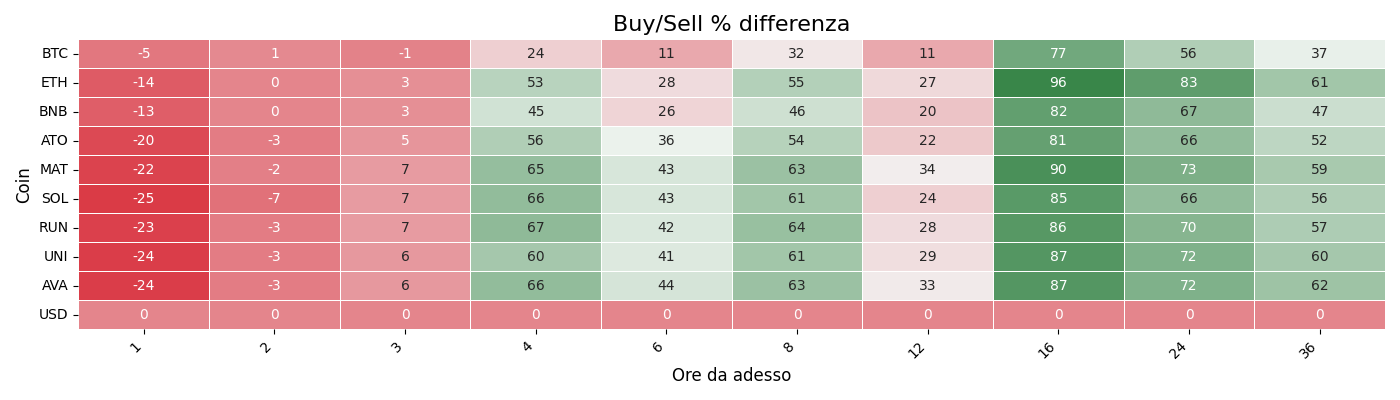 Buy/Sell % differenza
Coin
BTC -5 1 -1 24 11 32 11 77 56 37
ETH -14 0 3 53 28 55 27 96 83 61
BNB -13 0 3 45 26 46 20 82 67 47
ATO -20 -3 5 56 36 54 22 81 66 52
MAT -22 -2 7 65 43 63 34 90 73 59
SOL -25 -7 7 66 43 61 24 85 66 56
RUN -23 -3 7 67 42 64 28 86 70 57
UNI -24 -3 6 60 41 61 29 87 72 60
AVA -24 -3 6 66 44 63 33 87 72 62
USD 0 0 0 0 0 0 0 0 0 0
1 2 3 4 6 8 12 16 24 36
Ore da adesso